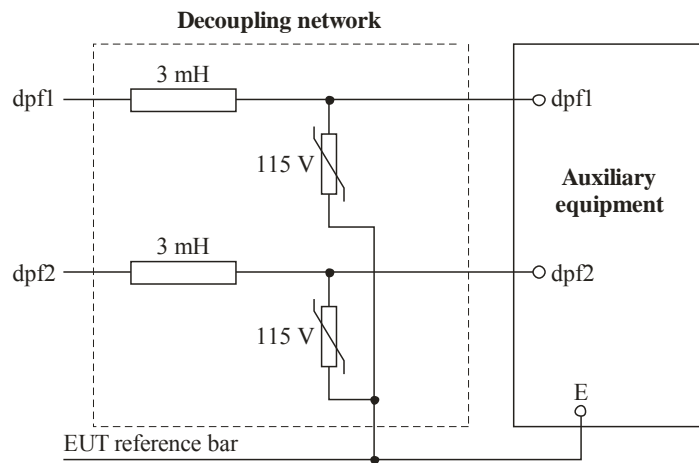 Decoupling network
3 mH
dpf1
dpf1
115 V
Auxiliary
equipment
3 mH
dpf2
dpf2
115 V
E
EUT reference bar